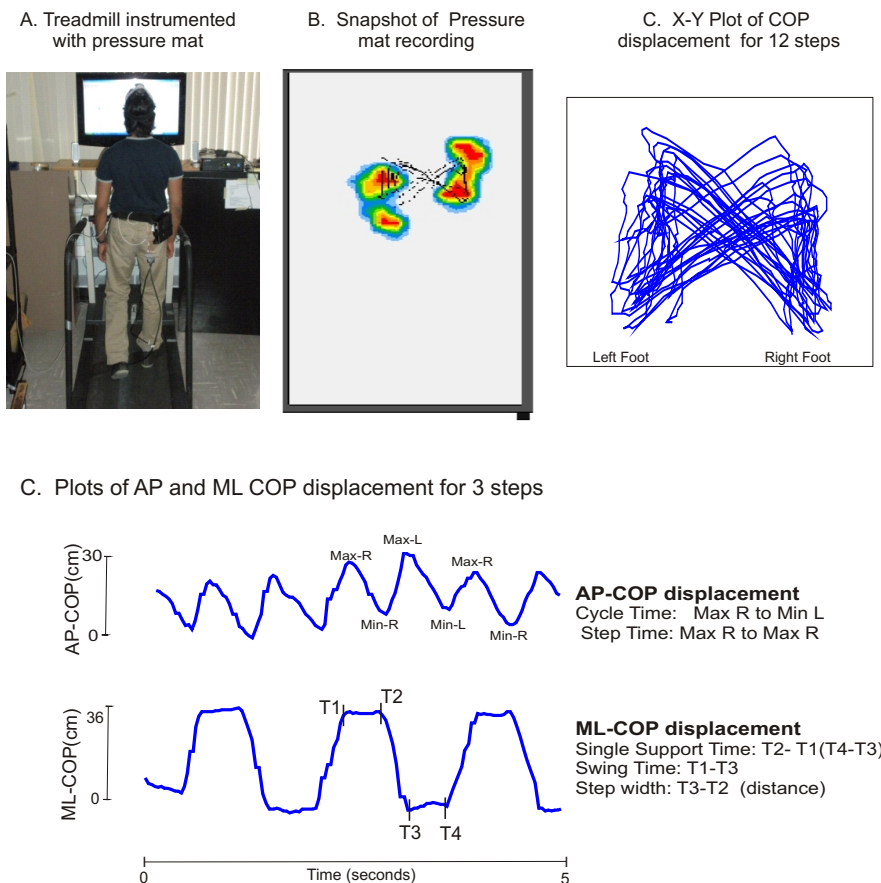 A. Treadmill instrumented
with pressure mat
B. Snapshot of Pressure
mat recording
C. X-Y Plot of COP
displacement for 12 steps
Left Foot
Right Foot
C. Plots of AP and ML COP displacement for 3 steps
AP-COP(cm)
30
0
Max-R
Max-L
Max-R
Min-R
Min-L
Min-R
AP-COP displacement
Cycle Time: Max R to Min L
Step Time: Max R to Max R
ML-COP(cm)
36
0
T1
T2
T3
T4
ML-COP displacement
Single Support Time: T2- T1(T4-T3)
Swing Time: T1-T3
Step width: T3-T2 (distance)
0
Time (seconds)
5